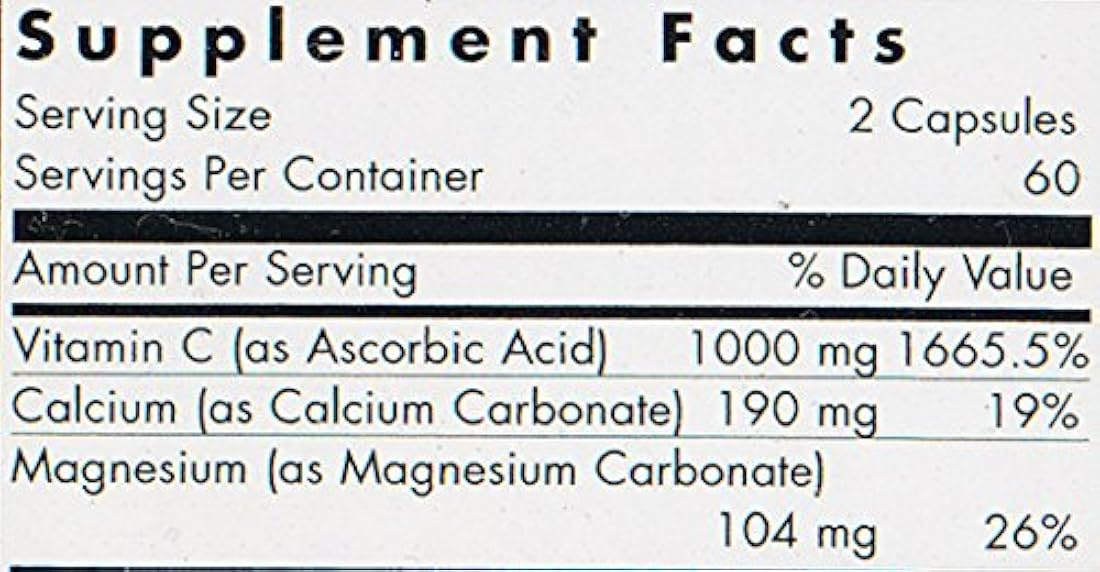 Supplement Facts
Serving Size 2 Capsules
Servings Per Container 60
Amount Per Serving % Daily Value
Vitamin C (as Ascorbic Acid) 1000 mg 1665.5%
Calcium (as Calcium Carbonate) 190 mg 19%
Magnesium (as Magnesium Carbonate)
104 mg 26%